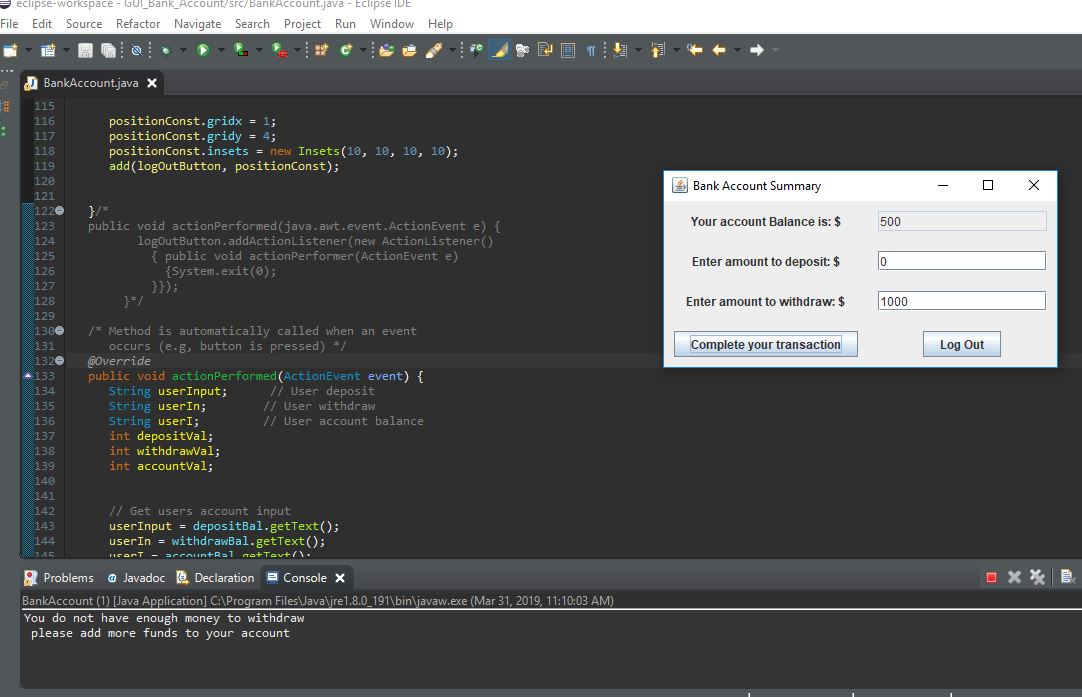 eclipse-workspace - GUI_Bank_Account/src/BankAccount.java - Eclipse IDE
File Edit Source Refactor Navigate Search Project Run Window Help
BankAccount.java
115
116 positionConst.gridx = 1;
117 positionConst.gridy = 4;
118 positionConst.insets = new Insets(10, 10, 10, 10);
119 add(logOutButton, positionConst);
120
121
122 }/*
123 public void actionPerformed(java.awt.event.ActionEvent e) {
124 logOutButton.addActionListener(new ActionListener()
125 { public void actionPerformer(ActionEvent e)
126 {System.exit(0);
127 }});
128 }*/
129
130 /* Method is automatically called when an event
131 occurs (e.g, button is pressed) */
132 @Override
133 public void actionPerformed(ActionEvent event) {
134 String userInput; // User deposit
135 String userIn; // User withdraw
136 String userI; // User account balance
137 int depositVal;
138 int withdrawVal;
139 int accountVal;
140
141
142 // Get users account input
143 userInput = depositBal.getText();
144 userIn = withdrawBal.getText();
145 userI = accountBal.getText();
Bank Account Summary
Your account Balance is: $ 500
Enter amount to deposit: $ 0
Enter amount to withdraw: $ 1000
Complete your transaction Log Out
Problems @ Javadoc Declaration Console
BankAccount (1) [Java Application] C:\Program Files\Java\jre1.8.0_191\bin\javaw.exe (Mar 31, 2019, 11:10:03 AM)
You do not have enough money to withdraw
please add more funds to your account